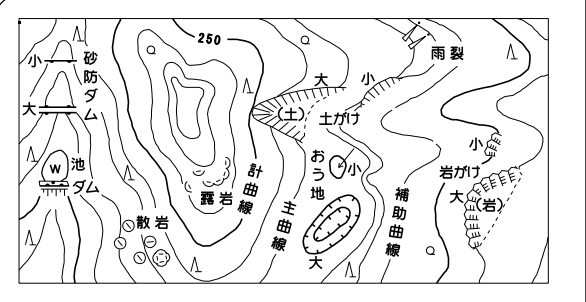 250
雨裂
小
砂防ダム
大
大
小
(土)
土がけ
小
岩がけ
大
(岩)
W
池
ダム
おう地
小
大
露岩
計曲線
主曲線
補助曲線
散岩